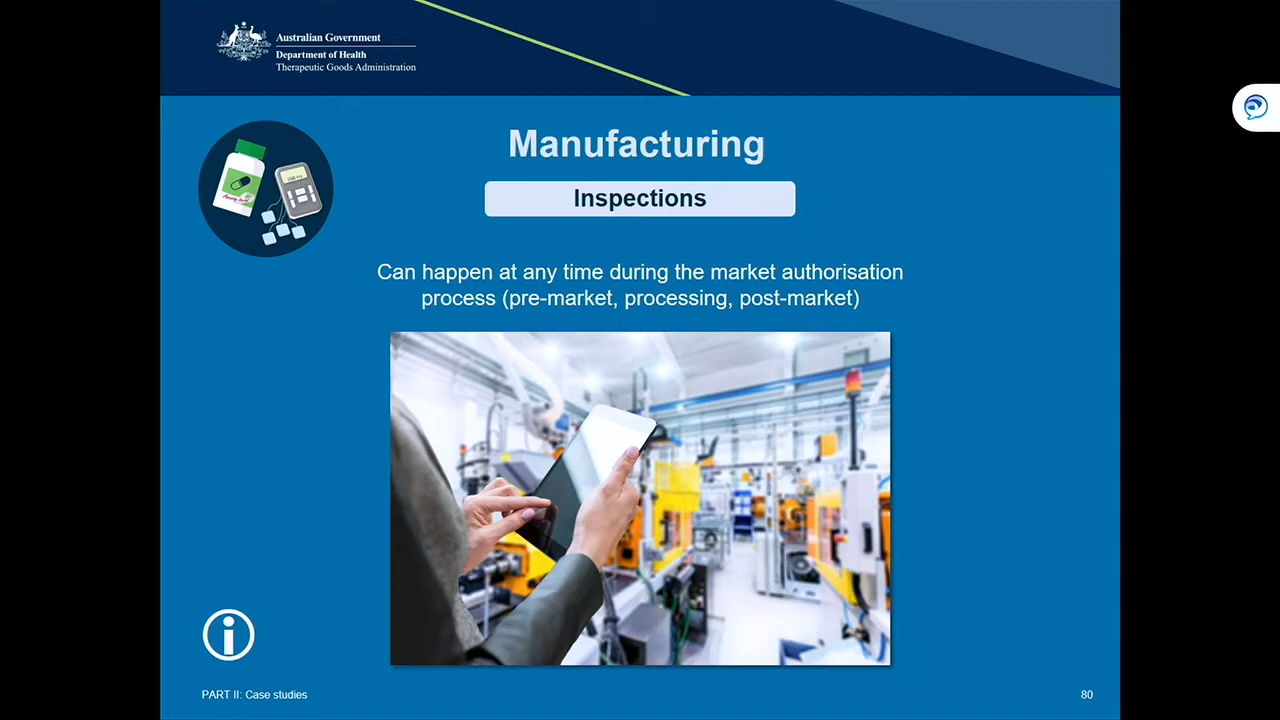 Australian Government
Department of Health
Therapeutic Goods Administration
Manufacturing
Inspections
Can happen at any time during the market authorisation
process (pre-market, processing, post-market)
PART II: Case studies
80